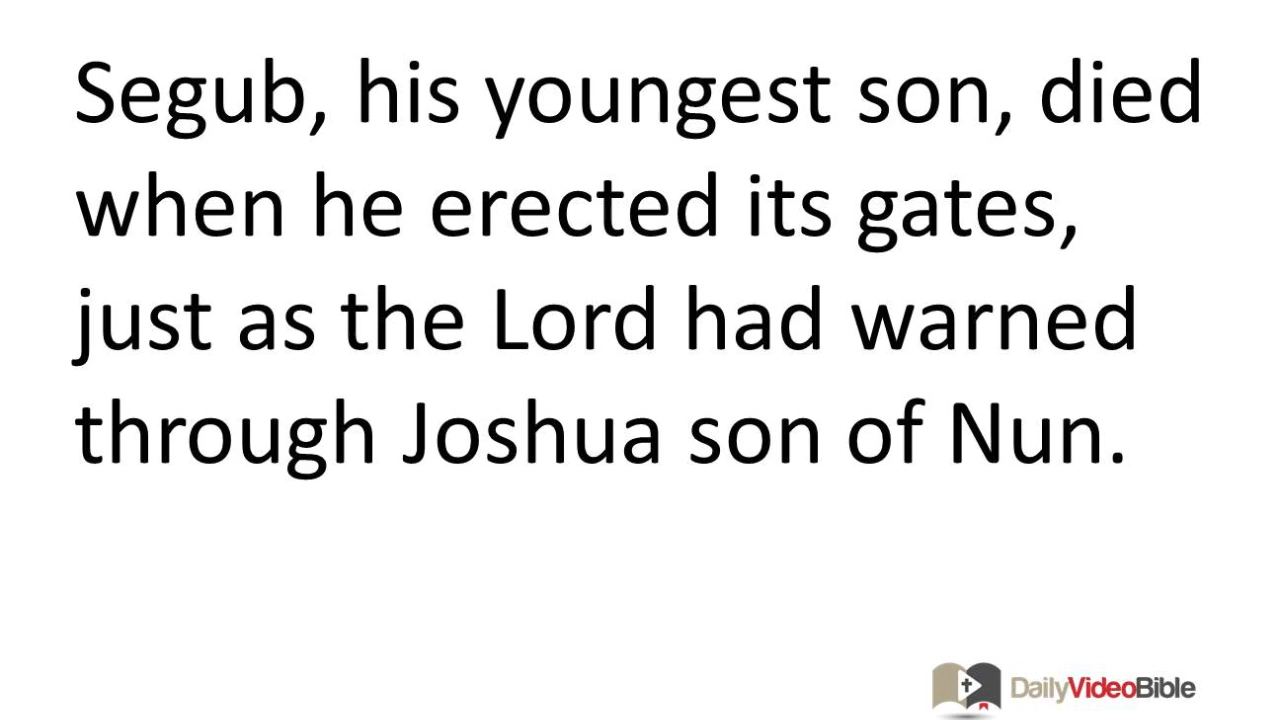 Segub, his youngest son, died
when he erected its gates,
just as the Lord had warned
through Joshua son of Nun.
DailyVideoBible